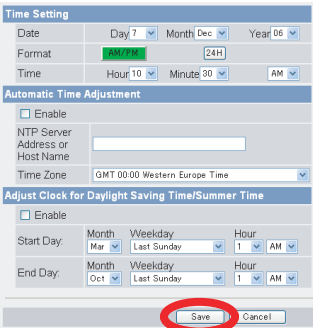 Time Setting
Date Day 7 Month Dec Year 06
Format AM/PM 24H
Time Hour 10 Minute 30 AM
Automatic Time Adjustment
Enable
NTP Server
Address or
Host Name
Time Zone GMT 00:00 Western Europe Time
Adjust Clock for Daylight Saving Time/Summer Time
Enable
Month Weekday Hour
Start Day: Mar Last Sunday 1 AM
Month Weekday Hour
End Day: Oct Last Sunday 1 AM
Save Cancel